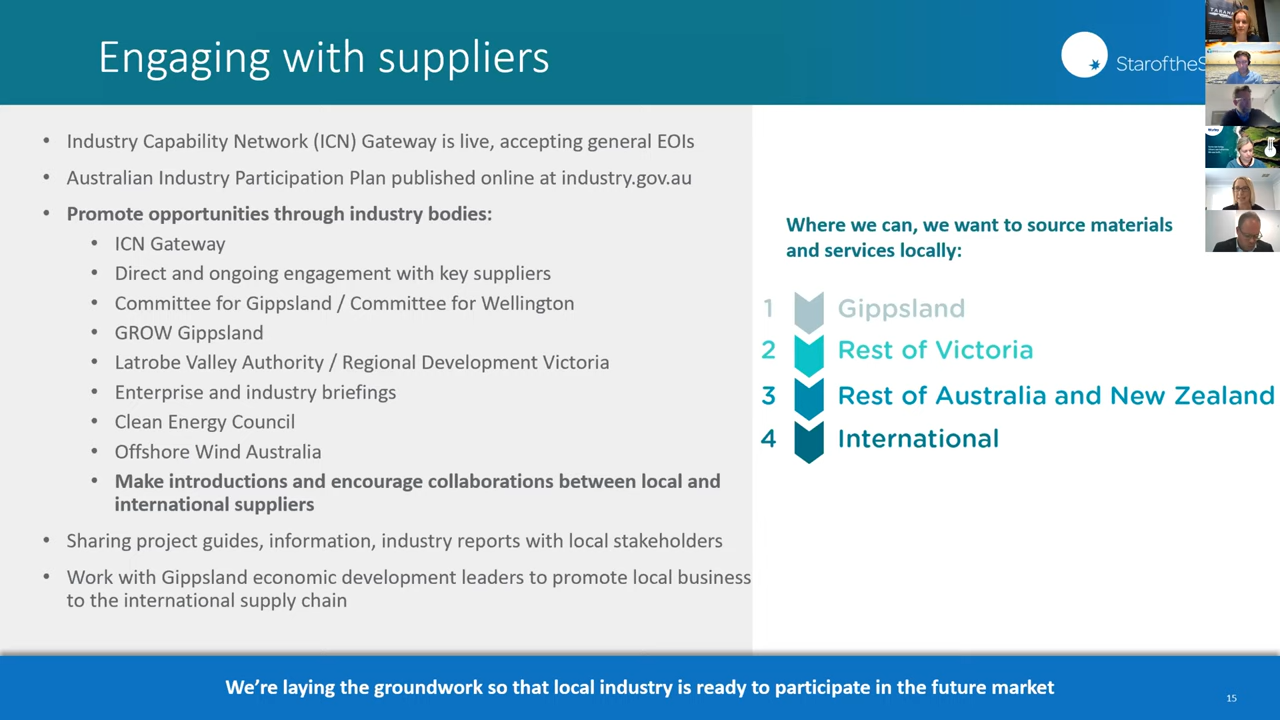 Engaging with suppliers
StaroftheS
• Industry Capability Network (ICN) Gateway is live, accepting general EOIs
• Australian Industry Participation Plan published online at industry.gov.au
• Promote opportunities through industry bodies:
• ICN Gateway
• Direct and ongoing engagement with key suppliers
• Committee for Gippsland / Committee for Wellington
• GROW Gippsland
• Latrobe Valley Authority / Regional Development Victoria
• Enterprise and industry briefings
• Clean Energy Council
• Offshore Wind Australia
• Make introductions and encourage collaborations between local and
international suppliers
• Sharing project guides, information, industry reports with local stakeholders
• Work with Gippsland economic development leaders to promote local business
to the international supply chain
Where we can, we want to source materials
and services locally:
1 Gippsland
2 Rest of Victoria
3 Rest of Australia and New Zealand
4 International
We're laying the groundwork so that local industry is ready to participate in the future market
15